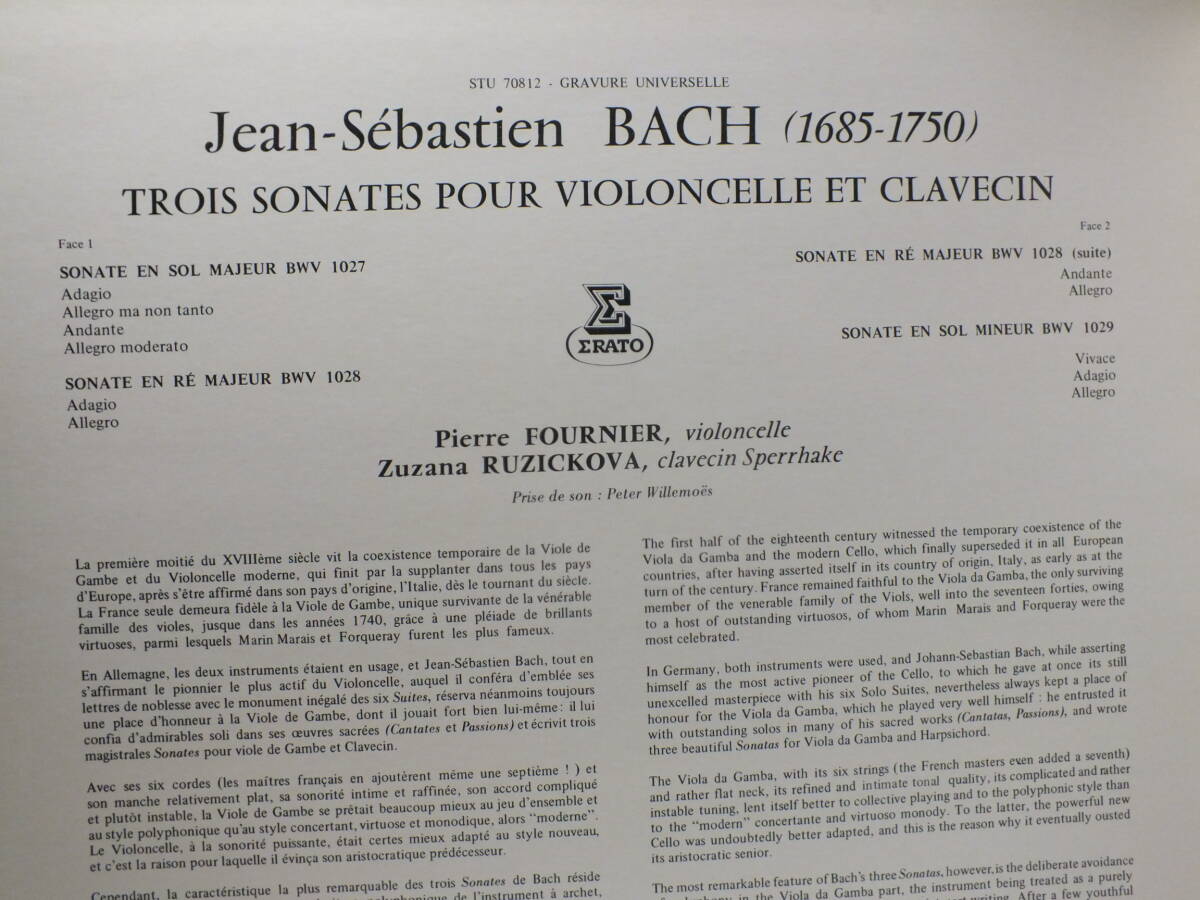 STU 70812 - GRAVURE UNIVERSELLE
Jean-Sébastien BACH (1685-1750)
TROIS SONATES POUR VIOLONCELLE ET CLAVECIN
Face 1
SONATE EN SOL MAJEUR BWV 1027
Adagio
Allegro ma non tanto
Andante
Allegro moderato
SONATE EN RÉ MAJEUR BWV 1028
Adagio
Allegro
Face 2
SONATE EN RÉ MAJEUR BWV 1028 (suite)
Andante
Allegro
SONATE EN SOL MINEUR BWV 1029
Vivace
Adagio
Allegro
ΣRATO
Pierre FOURNIER, violoncelle
Zuzana RUZICKOVA, clavecin Sperrhake
Prise de son : Peter Willemoës
La première moitié du XVIIIème siècle vit la coexistence temporaire de la Viole de
Gambe et du Violoncelle moderne, qui finit par la supplanter dans tous les pays
d'Europe, après s'être affirmé dans son pays d'origine, l'Italie, dès le tournant du siècle.
La France seule demeura fidèle à la Viole de Gambe, unique survivante de la vénérable
famille des violes, jusque dans les années 1740, grâce à une pléiade de brillants
virtuoses, parmi lesquels Marin Marais et Forqueray furent les plus fameux.
En Allemagne, les deux instruments étaient en usage, et Jean-Sébastien Bach, tout en
s'affirmant le pionnier le plus actif du Violoncelle, auquel il conféra d'emblée ses
lettres de noblesse avec le monument inégalé des six Suites, réserva néanmoins toujours
une place d'honneur à la Viole de Gambe, dont il jouait fort bien lui-même: il lui
confia d'admirables soli dans ses œuvres sacrées (Cantates et Passions) et écrivit trois
magistrales Sonates pour viole de Gambe et Clavecin.
Avec ses six cordes (les maîtres français en ajoutèrent même une septième ! ) et
son manche relativement plat, sa sonorité intime et raffinée, son accord compliqué
et plutôt instable, la Viole de Gambe se prêtait beaucoup mieux au jeu d'ensemble et
au style polyphonique qu'au style concertant, virtuose et monodique, alors "moderne".
Le Violoncelle, à la sonorité puissante, était certes mieux adapté au style nouveau,
et c'est la raison pour laquelle il évinça son aristocratique prédécesseur.
Cependant, la caractéristique la plus remarquable des trois Sonates de Bach réside
polyphonique de l'instrument à archet,
The first half of the eighteenth century witnessed the temporary coexistence of the
Viola da Gamba and the modern Cello, which finally superseded it in all European
countries, after having asserted itself in its country of origin, Italy, as early as at the
turn of the century. France remained faithful to the Viola da Gamba, the only surviving
member of the venerable family of the Viols, well into the seventeen forties, owing
to a host of outstanding virtuosos, of whom Marin Marais and Forqueray were the
most celebrated.
In Germany, both instruments were used, and Johann-Sebastian Bach, while asserting
himself as the most active pioneer of the Cello, to which he gave at once its still
unexcelled masterpiece with his six Solo Suites, nevertheless always kept a place of
honour for the Viola da Gamba, which he played very well himself : he entrusted it
with outstanding solos in many of his sacred works (Cantatas, Passions), and wrote
three beautiful Sonatas for Viola da Gamba and Harpsichord.
The Viola da Gamba, with its six strings (the French masters even added a seventh)
and rather flat neck, its refined and intimate tonal quality, its complicated and rather
instable tuning, lent itself better to collective playing and to the polyphonic style than
to the "modern" concertante and virtuoso monody. To the latter, the powerful new
Cello was undoubtedly better adapted, and this is the reason why it eventually ousted
its aristocratic senior.
The most remarkable feature of Bach's three Sonatas, however, is the deliberate avoidance
in the Viola da Gamba part, the instrument being treated as a purely
writing. After a few youthful